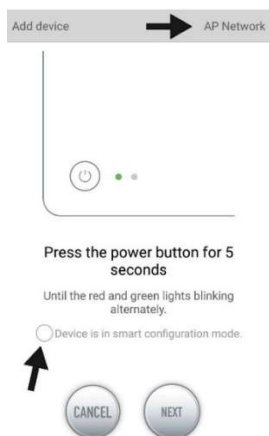 Add device AP Network
Press the power button for 5
seconds
Until the red and green lights blinking
alternately.
Device is in smart configuration mode.
CANCEL NEXT